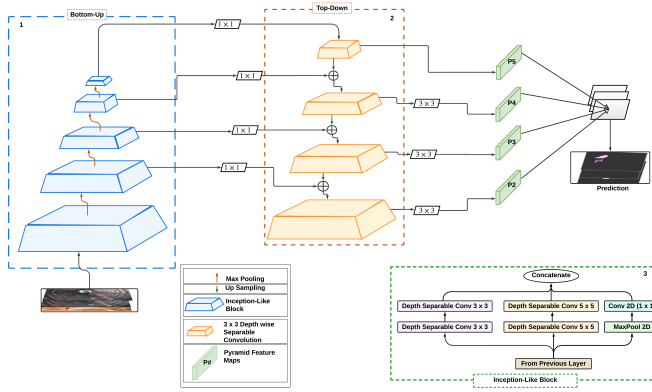 Bottom-Up
1
1 × 1
Top-Down
2
1 × 1
1 × 1
1 × 1
3 × 3
3 × 3
3 × 3
P5
P4
P3
P2
Prediction
Max Pooling
Up Sampling
Inception-Like
Block
3 x 3 Depth wise
Separable
Convolution
P#
Pyramid Feature
Maps
3
Concatenate
Depth Separable Conv 3 x 3
Depth Separable Conv 5 x 5
Conv 2D (1 x 1
Depth Separable Conv 3 x 3
Depth Separable Conv 5 x 5
MaxPool 2D
From Previous Layer
Inception-Like Block